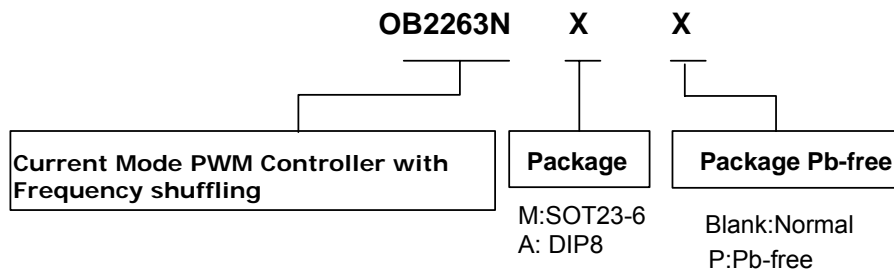 OB2263N X X
Current Mode PWM Controller with
Frequency shuffling
Package
M:SOT23-6
A: DIP8
Package Pb-free
Blank:Normal
P:Pb-free